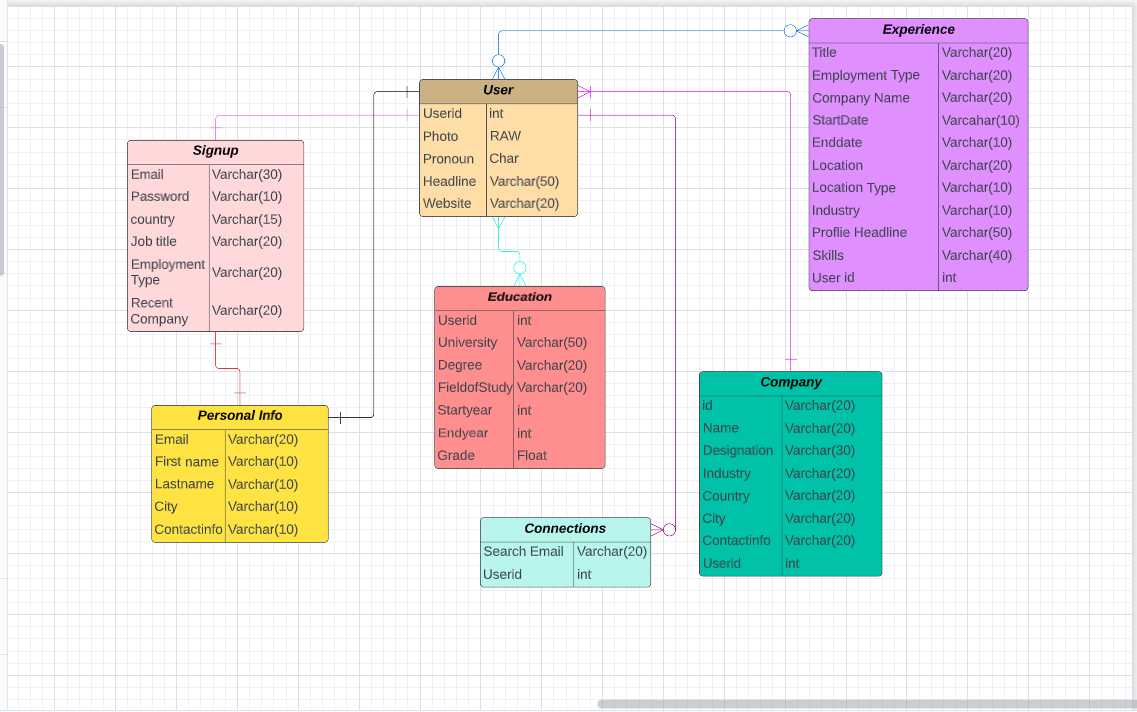 Experience
Title Varchar(20)
Employment Type Varchar(20)
Company Name Varchar(20)
StartDate Varcahar(10)
Enddate Varchar(10)
Location Varchar(20)
Location Type Varchar(10)
Industry Varchar(10)
Proflie Headline Varchar(50)
Skills Varchar(40)
User id int
User
Userid int
Photo RAW
Pronoun Char
Headline Varchar(50)
Website Varchar(20)
Signup
Email Varchar(30)
Password Varchar(10)
country Varchar(15)
Job title Varchar(20)
Employment
Type Varchar(20)
Recent
Company Varchar(20)
Education
Userid int
University Varchar(50)
Degree Varchar(20)
FieldofStudy Varchar(20)
Startyear int
Endyear int
Grade Float
Company
id Varchar(20)
Name Varchar(20)
Designation Varchar(30)
Industry Varchar(20)
Country Varchar(20)
City Varchar(20)
Contactinfo Varchar(20)
Userid int
Personal Info
Email Varchar(20)
First name Varchar(10)
Lastname Varchar(10)
City Varchar(10)
Contactinfo Varchar(10)
Connections
Search Email Varchar(20)
Userid int